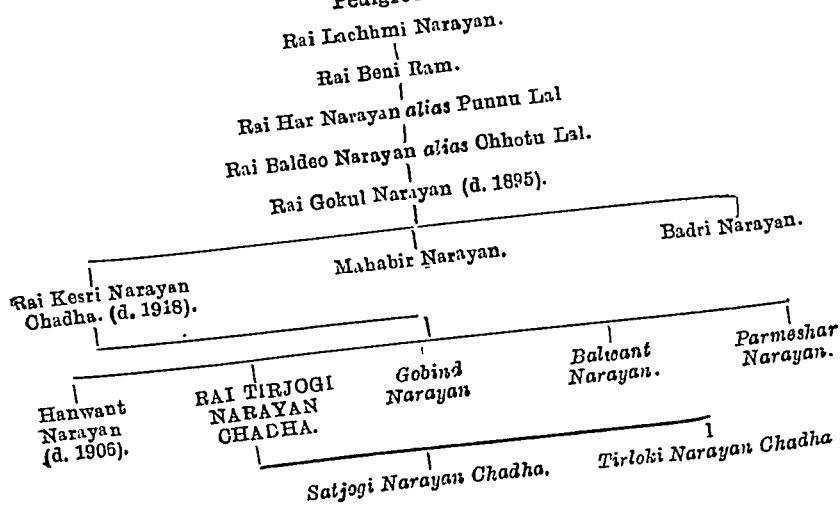 Rai Lachhmi Narayan.
Rai Beni Ram.
Rai Har Narayan alias Punnu Lal
Rai Baldeo Narayan alias Chhotu Lal.
Rai Gokul Narayan (d. 1895).
Rai Kesri Narayan
Chadha. (d. 1918).
Mahabir Narayan.
Badri Narayan.
Hanwant
Narayan
(d. 1906).
RAI TIRJOGI
NARAYAN
CHADHA.
Gobind
Narayan
Balwant
Narayan.
Parmeshar
Narayan.
Satjogi Narayan Chadha.
Tirloki Narayan Chadha